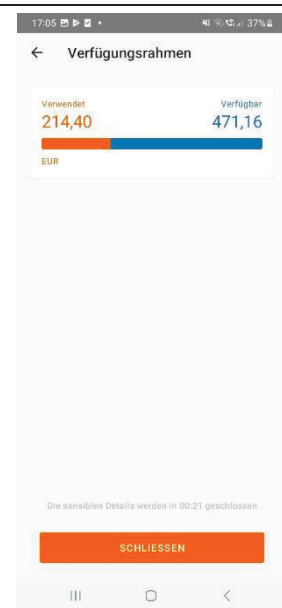 17:05
37%
Verfügungsrahmen
Verwendet Verfügbar
214,40 471,16
EUR
Die sensiblen Details werden in 00:21 geschlossen
SCHLIESSEN